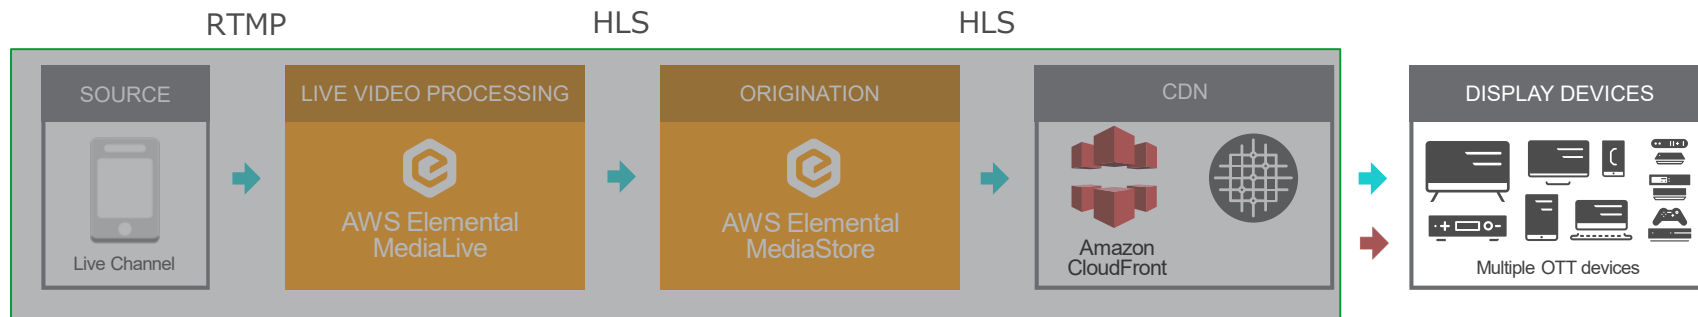 RTMP
HLS
HLS
SOURCE
Live Channel
LIVE VIDEO PROCESSING
AWS Elemental
MediaLive
ORIGINATION
AWS Elemental
MediaStore
CDN
Amazon
CloudFront
DISPLAY DEVICES
Multiple OTT devices